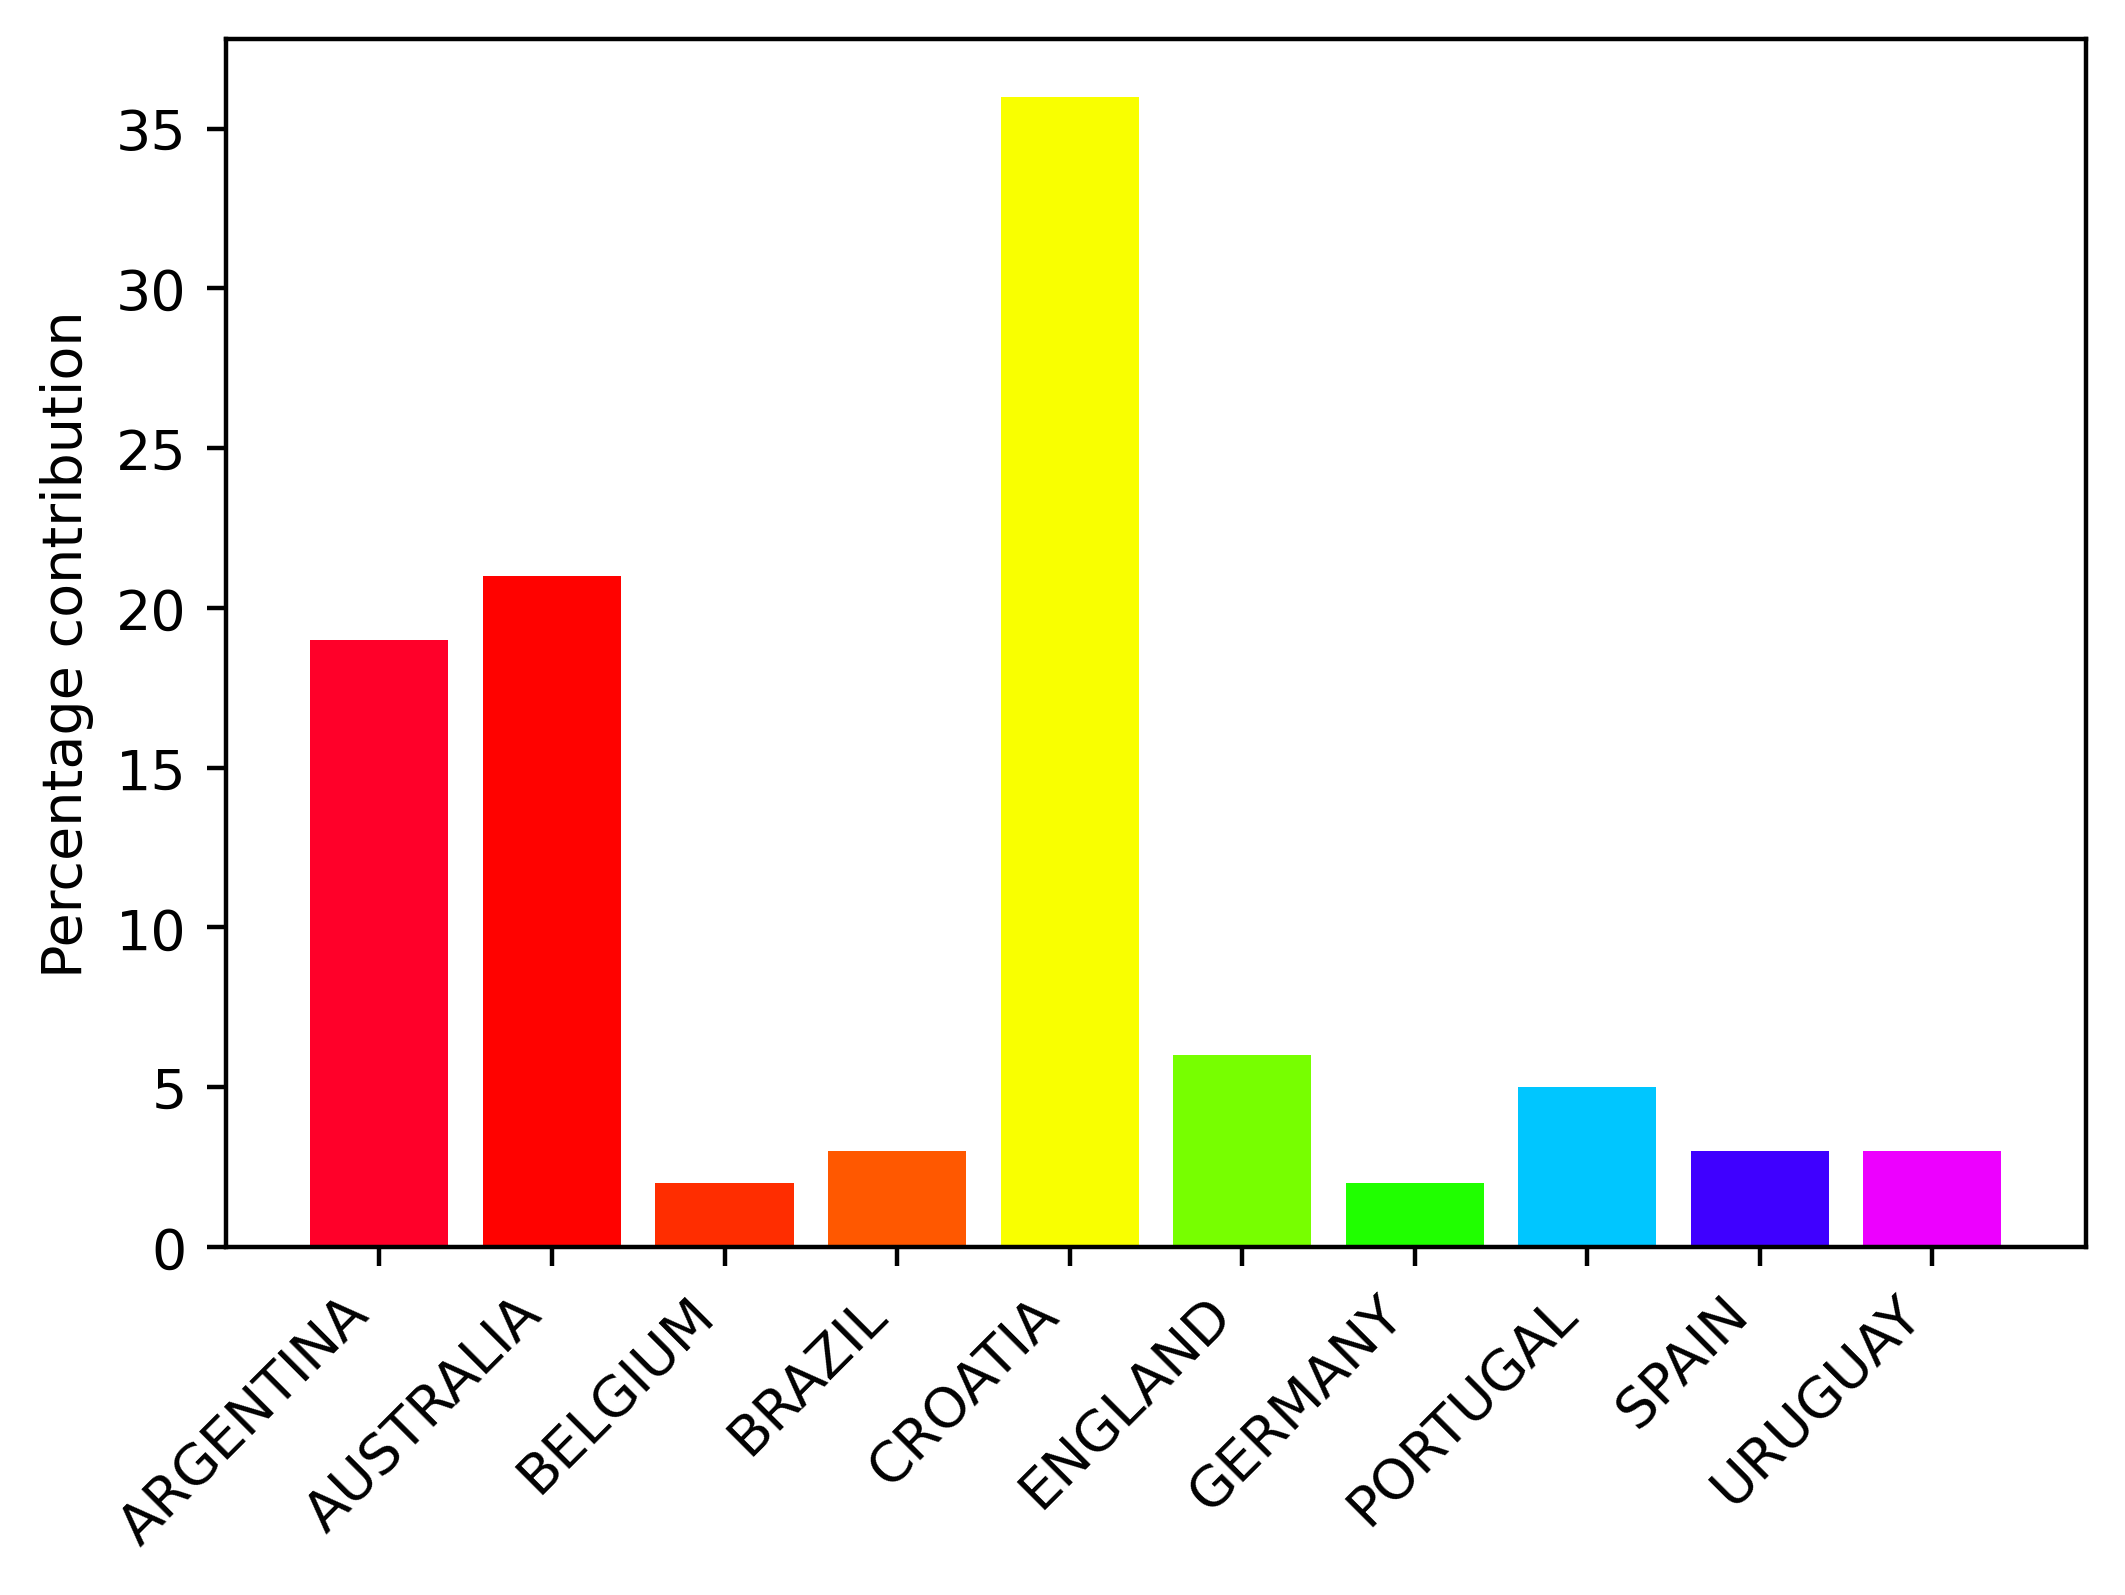 Percentage contribution
35
30
25
20
15
10
5
0
ARGENTINA
AUSTRALIA
BELGIUM
BRAZIL
CROATIA
ENGLAND
GERMANY
PORTUGAL
SPAIN
URUGUAY